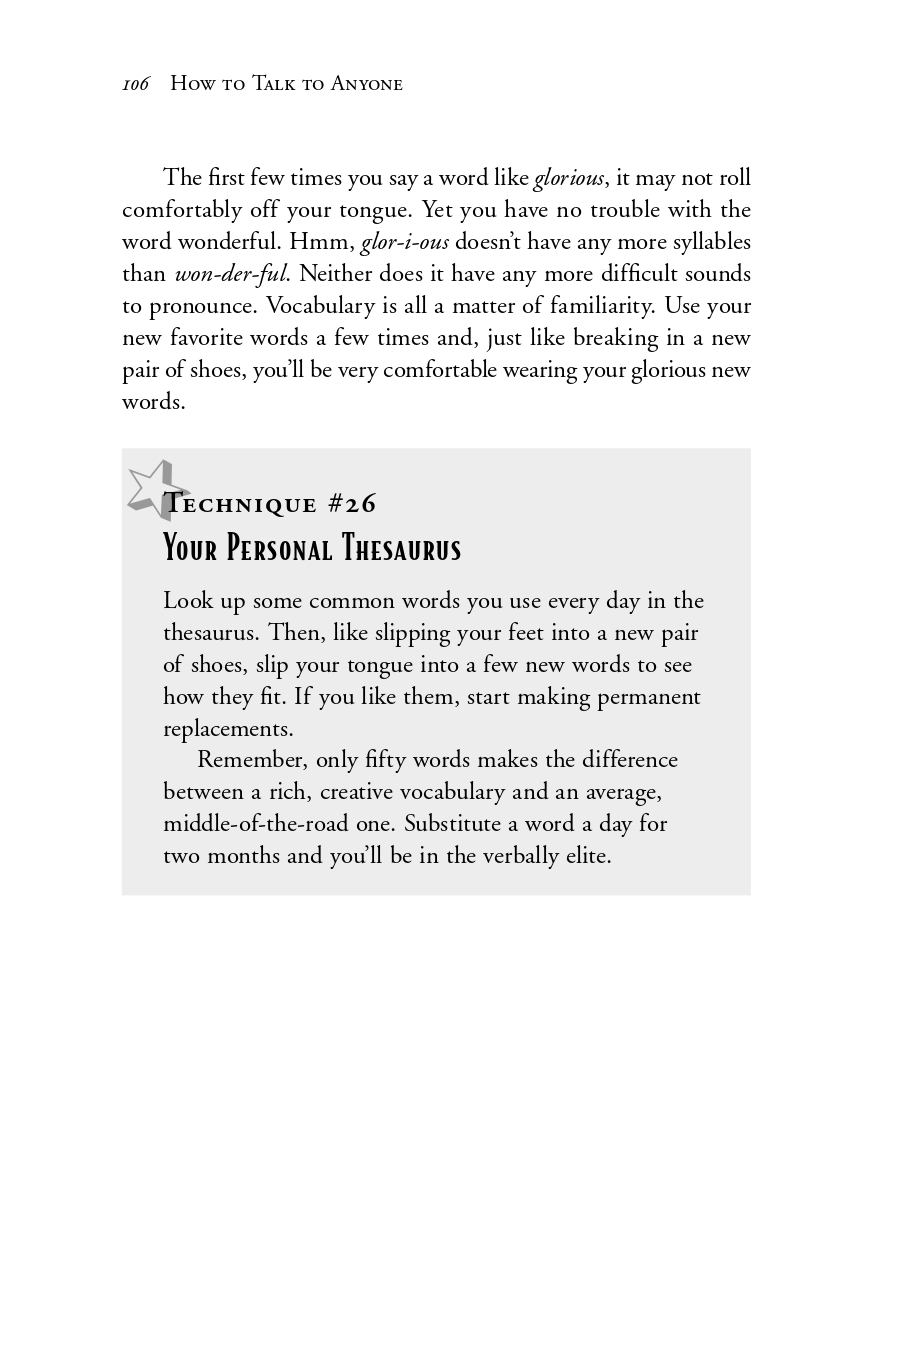 106 How to Talk to Anyone
The first few times you say a word like glorious, it may not roll
comfortably off your tongue. Yet you have no trouble with the
word wonderful. Hmm, glor-i-ous doesn’t have any more syllables
than won-der-ful. Neither does it have any more difficult sounds
to pronounce. Vocabulary is all a matter of familiarity. Use your
new favorite words a few times and, just like breaking in a new
pair of shoes, you’ll be very comfortable wearing your glorious new
words.
Technique #26
Your Personal Thesaurus
Look up some common words you use every day in the
thesaurus. Then, like slipping your feet into a new pair
of shoes, slip your tongue into a few new words to see
how they fit. If you like them, start making permanent
replacements.
Remember, only fifty words makes the difference
between a rich, creative vocabulary and an average,
middle-of-the-road one. Substitute a word a day for
two months and you’ll be in the verbally elite.